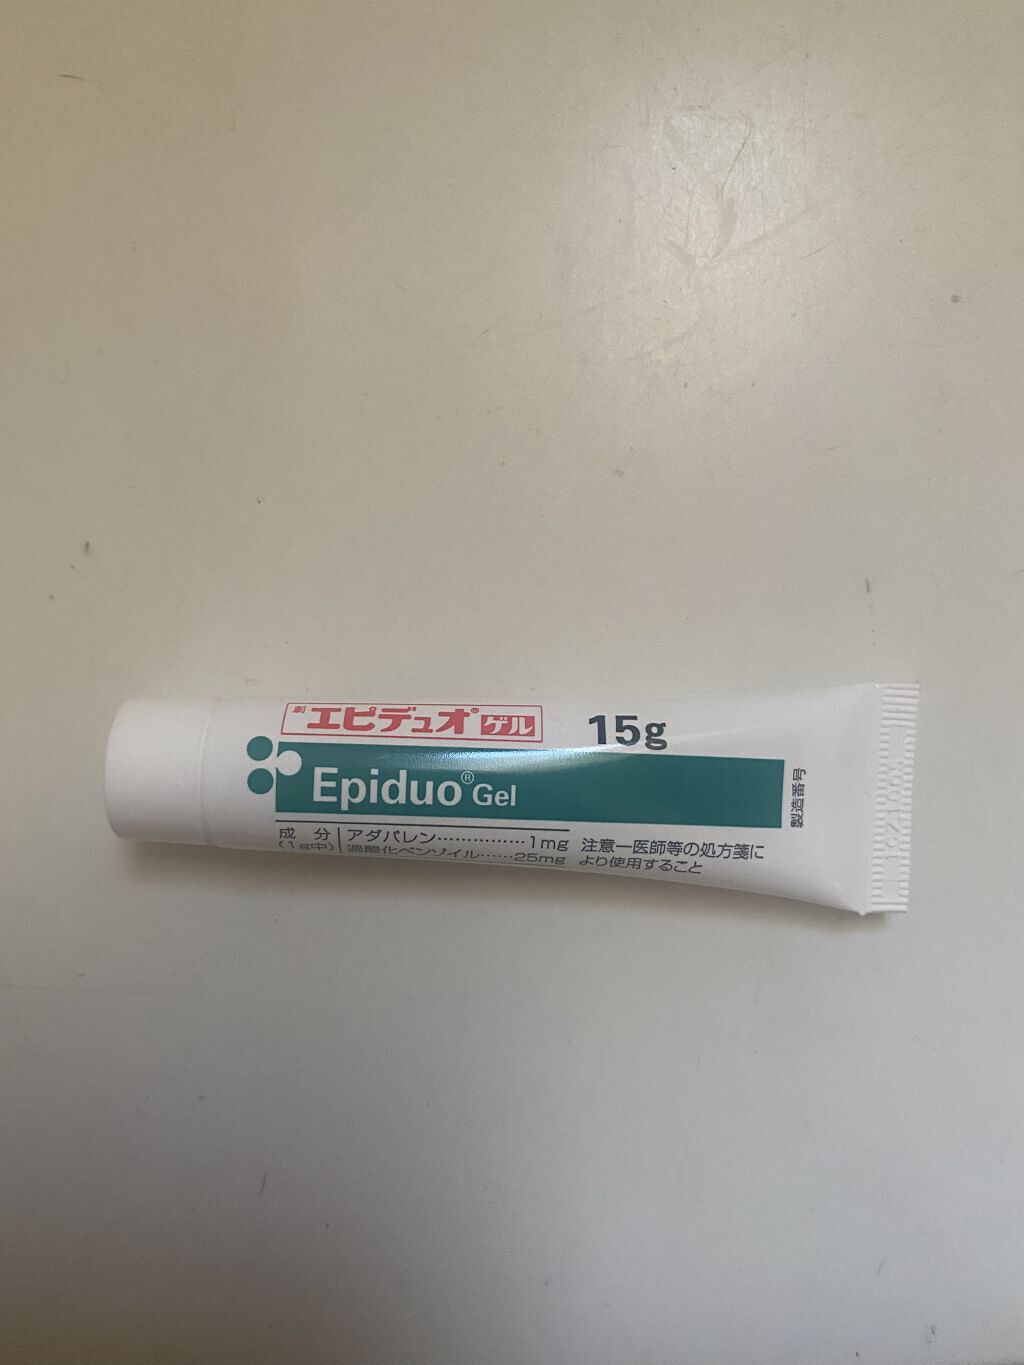 劇 エピデュオ® ゲル
15g
Epiduo® Gel
製造番号
成 分 アダパレン……………1mg
(1g中) 過酸化ベンゾイル……25mg
注意－医師等の処方箋に
より使用すること